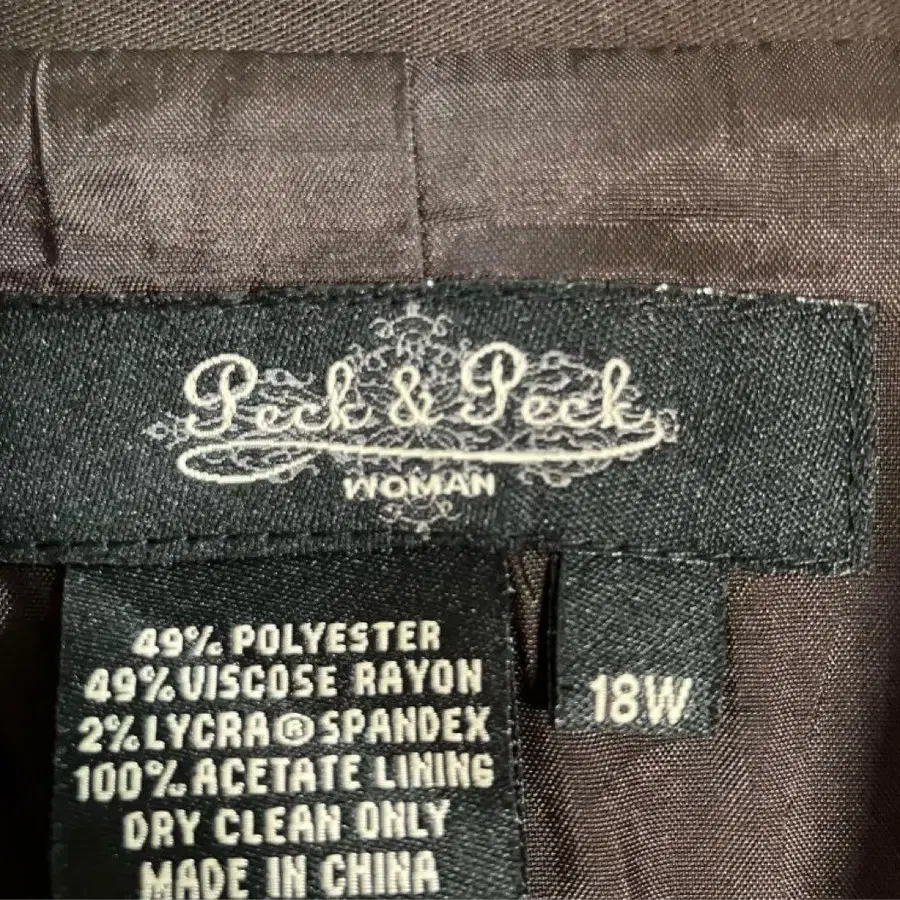 Peck & Peck
WOMAN
49% POLYESTER
49% VISCOSE RAYON
2% LYCRA® SPANDEX
100% ACETATE LINING
DRY CLEAN ONLY
MADE IN CHINA
18W